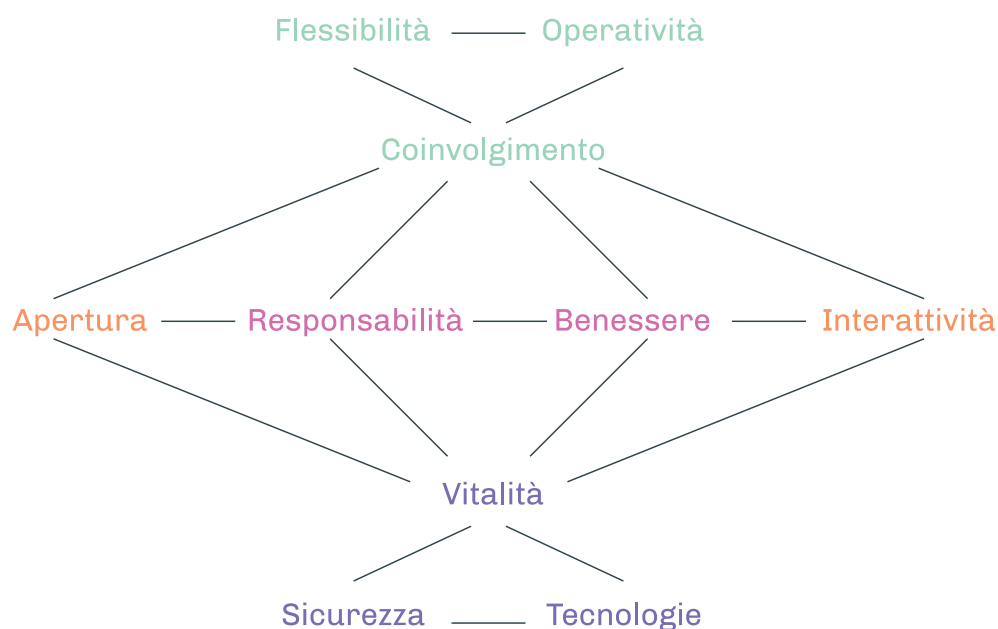 Flessibilità Operatività
Coinvolgimento
Apertura Responsabilità Benessere Interattività
Vitalità
Sicurezza Tecnologie